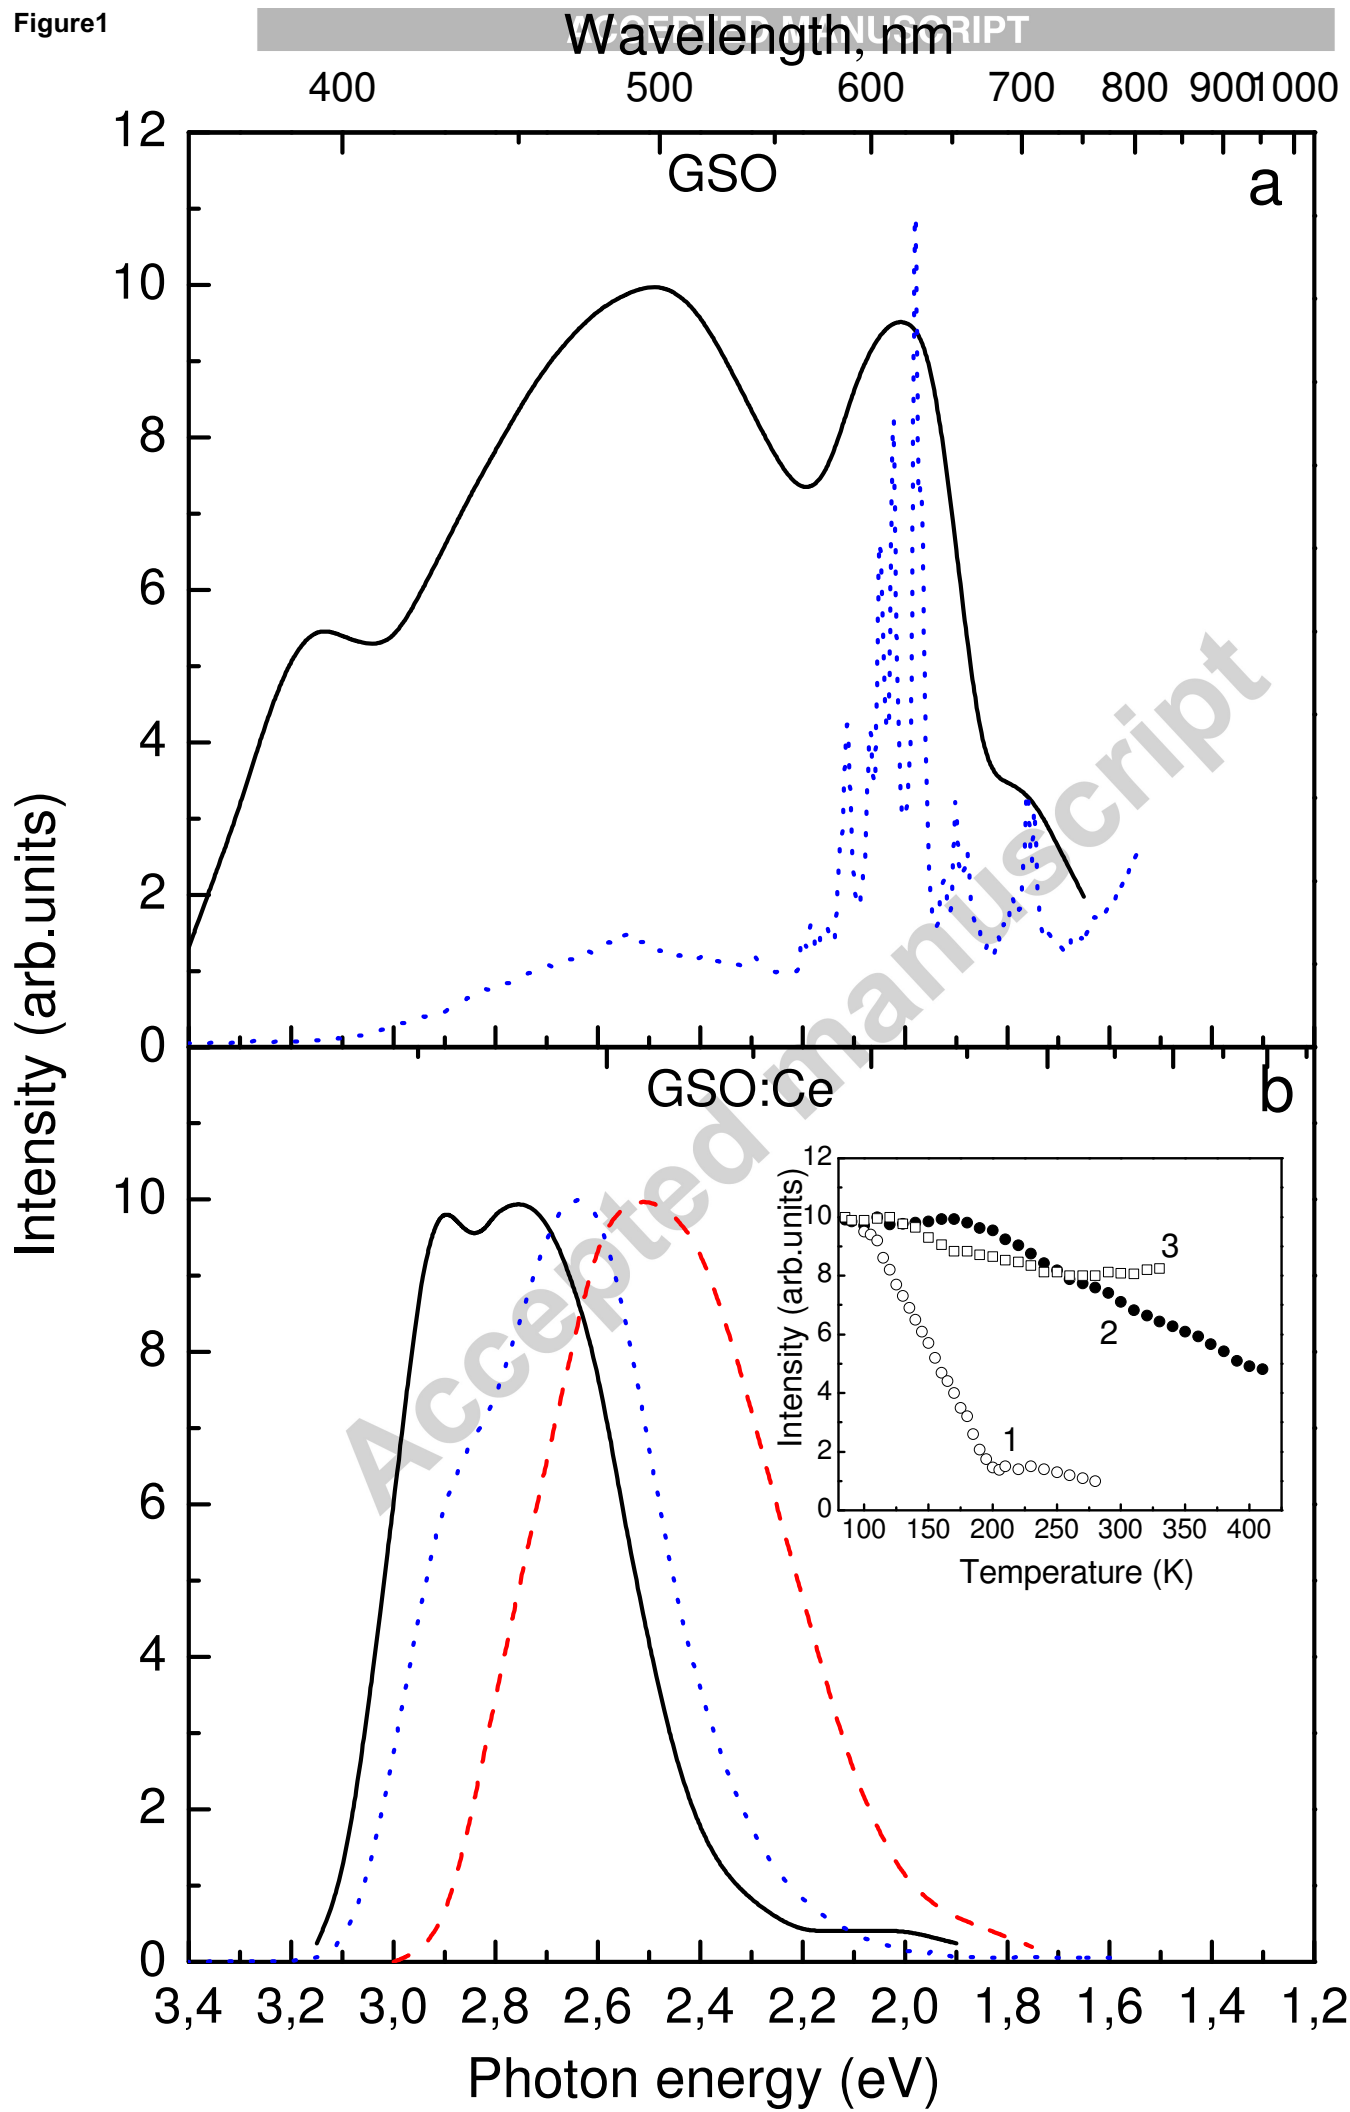 Figure1
ACCEPTED MANUSCRIPT
Wavelength, nm
400 500 600 700 800 900 1000
12
GSO
a
10
8
6
4
2
0
Intensity (arb.units)
Accepted manuscript
GSO:Ce
b
10
8
6
4
2
0
12
10
8
6
4
2
0
Intensity (arb.units)
3
2
1
100 150 200 250 300 350 400
Temperature (K)
3,4 3,2 3,0 2,8 2,6 2,4 2,2 2,0 1,8 1,6 1,4 1,2
Photon energy (eV)